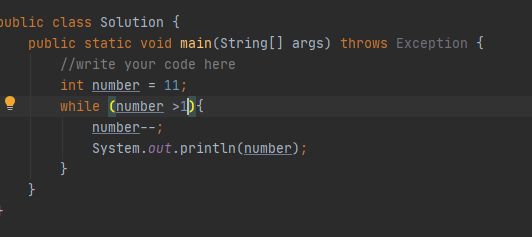 public class Solution {
public static void main(String[] args) throws Exception {
//write your code here
int number = 11;
while (number >1){
number--;
System.out.println(number);
}
}
}